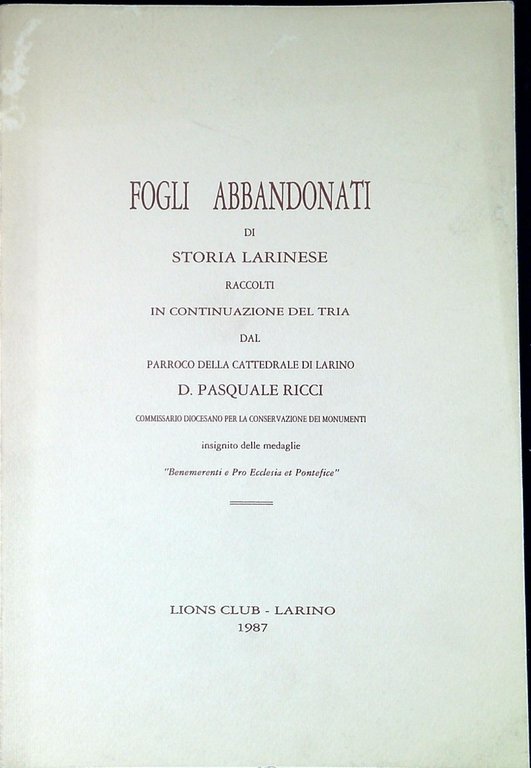 FOGLI ABBANDONATI
DI
STORIA LARINESE
RACCOLTI
IN CONTINUAZIONE DEL TRIA
DAL
PARROCO DELLA CATTEDRALE DI LARINO
D. PASQUALE RICCI
COMMISSARIO DIOCESANO PER LA CONSERVAZIONE DEI MONUMENTI
insignito delle medaglie
"Benemerenti e Pro Ecclesia et Pontefice"
LIONS CLUB - LARINO
1987